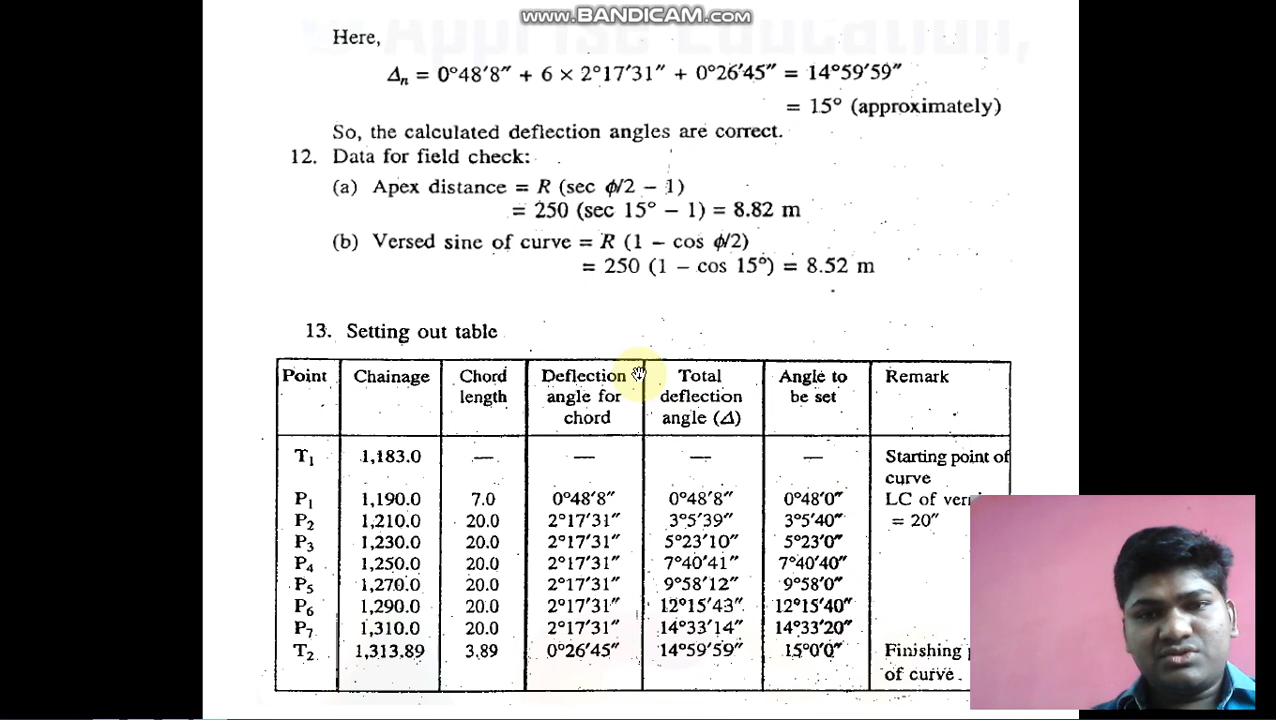 www.BANDICAM.com
Here,
Δn = 0°48′8″ + 6 × 2°17′31″ + 0°26′45″ = 14°59′59″
= 15° (approximately)
So, the calculated deflection angles are correct.
12. Data for field check:
(a) Apex distance = R (sec ϕ/2 − 1)
= 250 (sec 15° − 1) = 8.82 m
(b) Versed sine of curve = R (1 − cos ϕ/2)
= 250 (1 − cos 15°) = 8.52 m
13. Setting out table
Point Chainage Chord Deflection Total Angle to Remark
length angle for deflection be set
chord angle (Δ)
T1 1,183.0 — — — — Starting point of
curve
P1 1,190.0 7.0 0°48′8″ 0°48′8″ 0°48′0″ LC of
P2 1,210.0 20.0 2°17′31″ 3°5′39″ 3°5′40″ = 20″
P3 1,230.0 20.0 2°17′31″ 5°23′10″ 5°23′0″
P4 1,250.0 20.0 2°17′31″ 7°40′41″ 7°40′40″
P5 1,270.0 20.0 2°17′31″ 9°58′12″ 9°58′0″
P6 1,290.0 20.0 2°17′31″ 12°15′43″ 12°15′40″
P7 1,310.0 20.0 2°17′31″ 14°33′14″ 14°33′20″
T2 1,313.89 3.89 0°26′45″ 14°59′59″ 15°0′0″ Finishing
of curve.